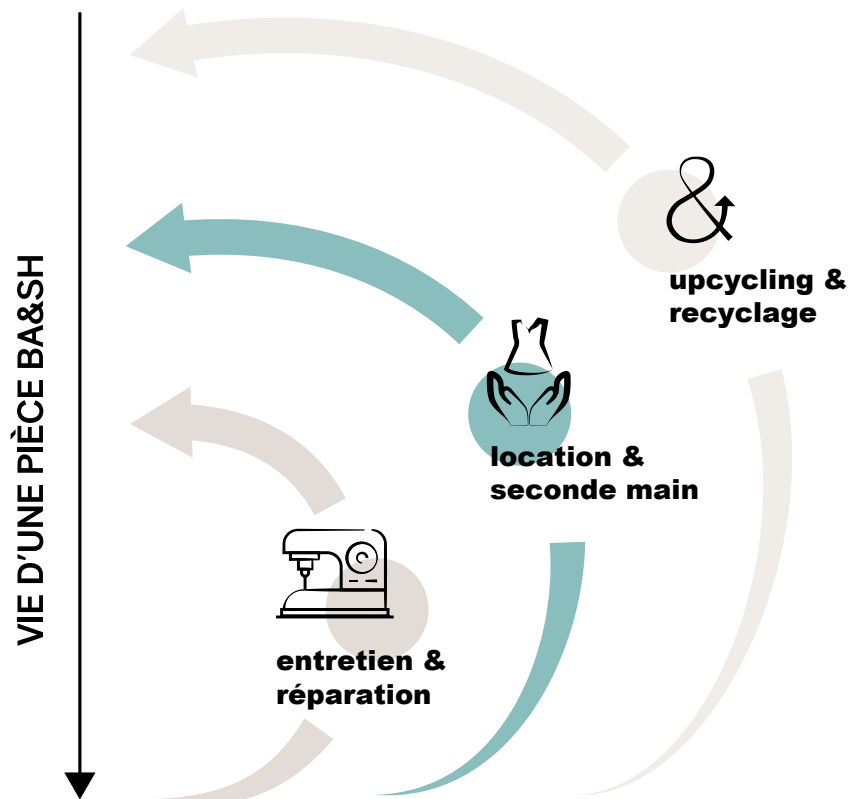 VIE D’UNE PIÈCE BA&SH
upcycling &
recyclage
location &
seconde main
entretien &
réparation